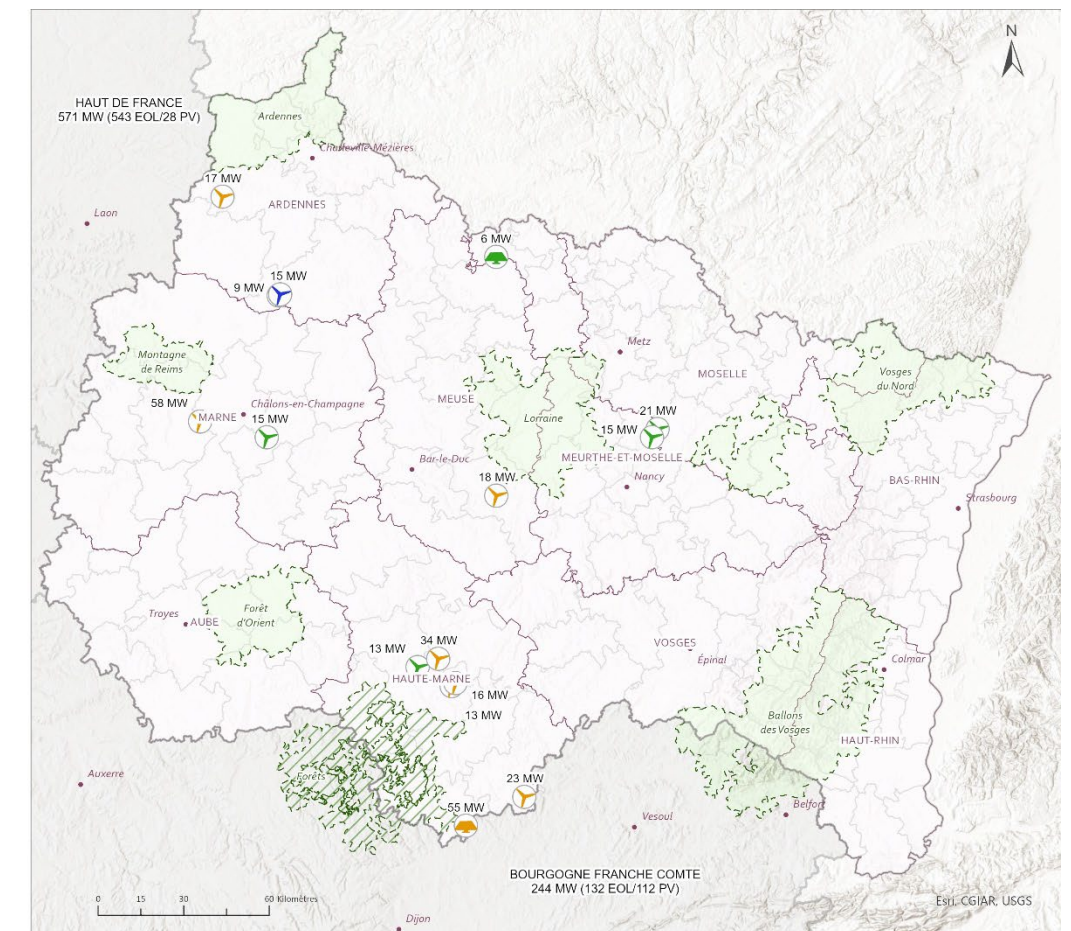 N
HAUT DE FRANCE
571 MW (543 EOL/28 PV)
Ardennes
Charleville-Mézières
17 MW
ARDENNES
Laon
6 MW
15 MW
9 MW
Metz
Montagne
de Reims
MOSELLE
Vosges
du Nord
58 MW
MARNE
Châlons-en-Champagne
15 MW
MEUSE
Lorraine
21 MW
15 MW
MEURTHE-ET-MOSELLE
Bar-le-Duc
18 MW
Nancy
BAS-RHIN
Strasbourg
Troyes
AUBE
Forêt
d'Orient
34 MW
13 MW
HAUTE-MARNE
16 MW
13 MW
VOSGES
Épinal
Colmar
Ballons
des Vosges
HAUT-RHIN
Auxerre
Forêts
23 MW
55 MW
Vesoul
Belfort
BOURGOGNE FRANCHE COMTE
244 MW (132 EOL/112 PV)
0 15 30 60 Kilomètres
Esri, CGIAR, USGS
Dijon